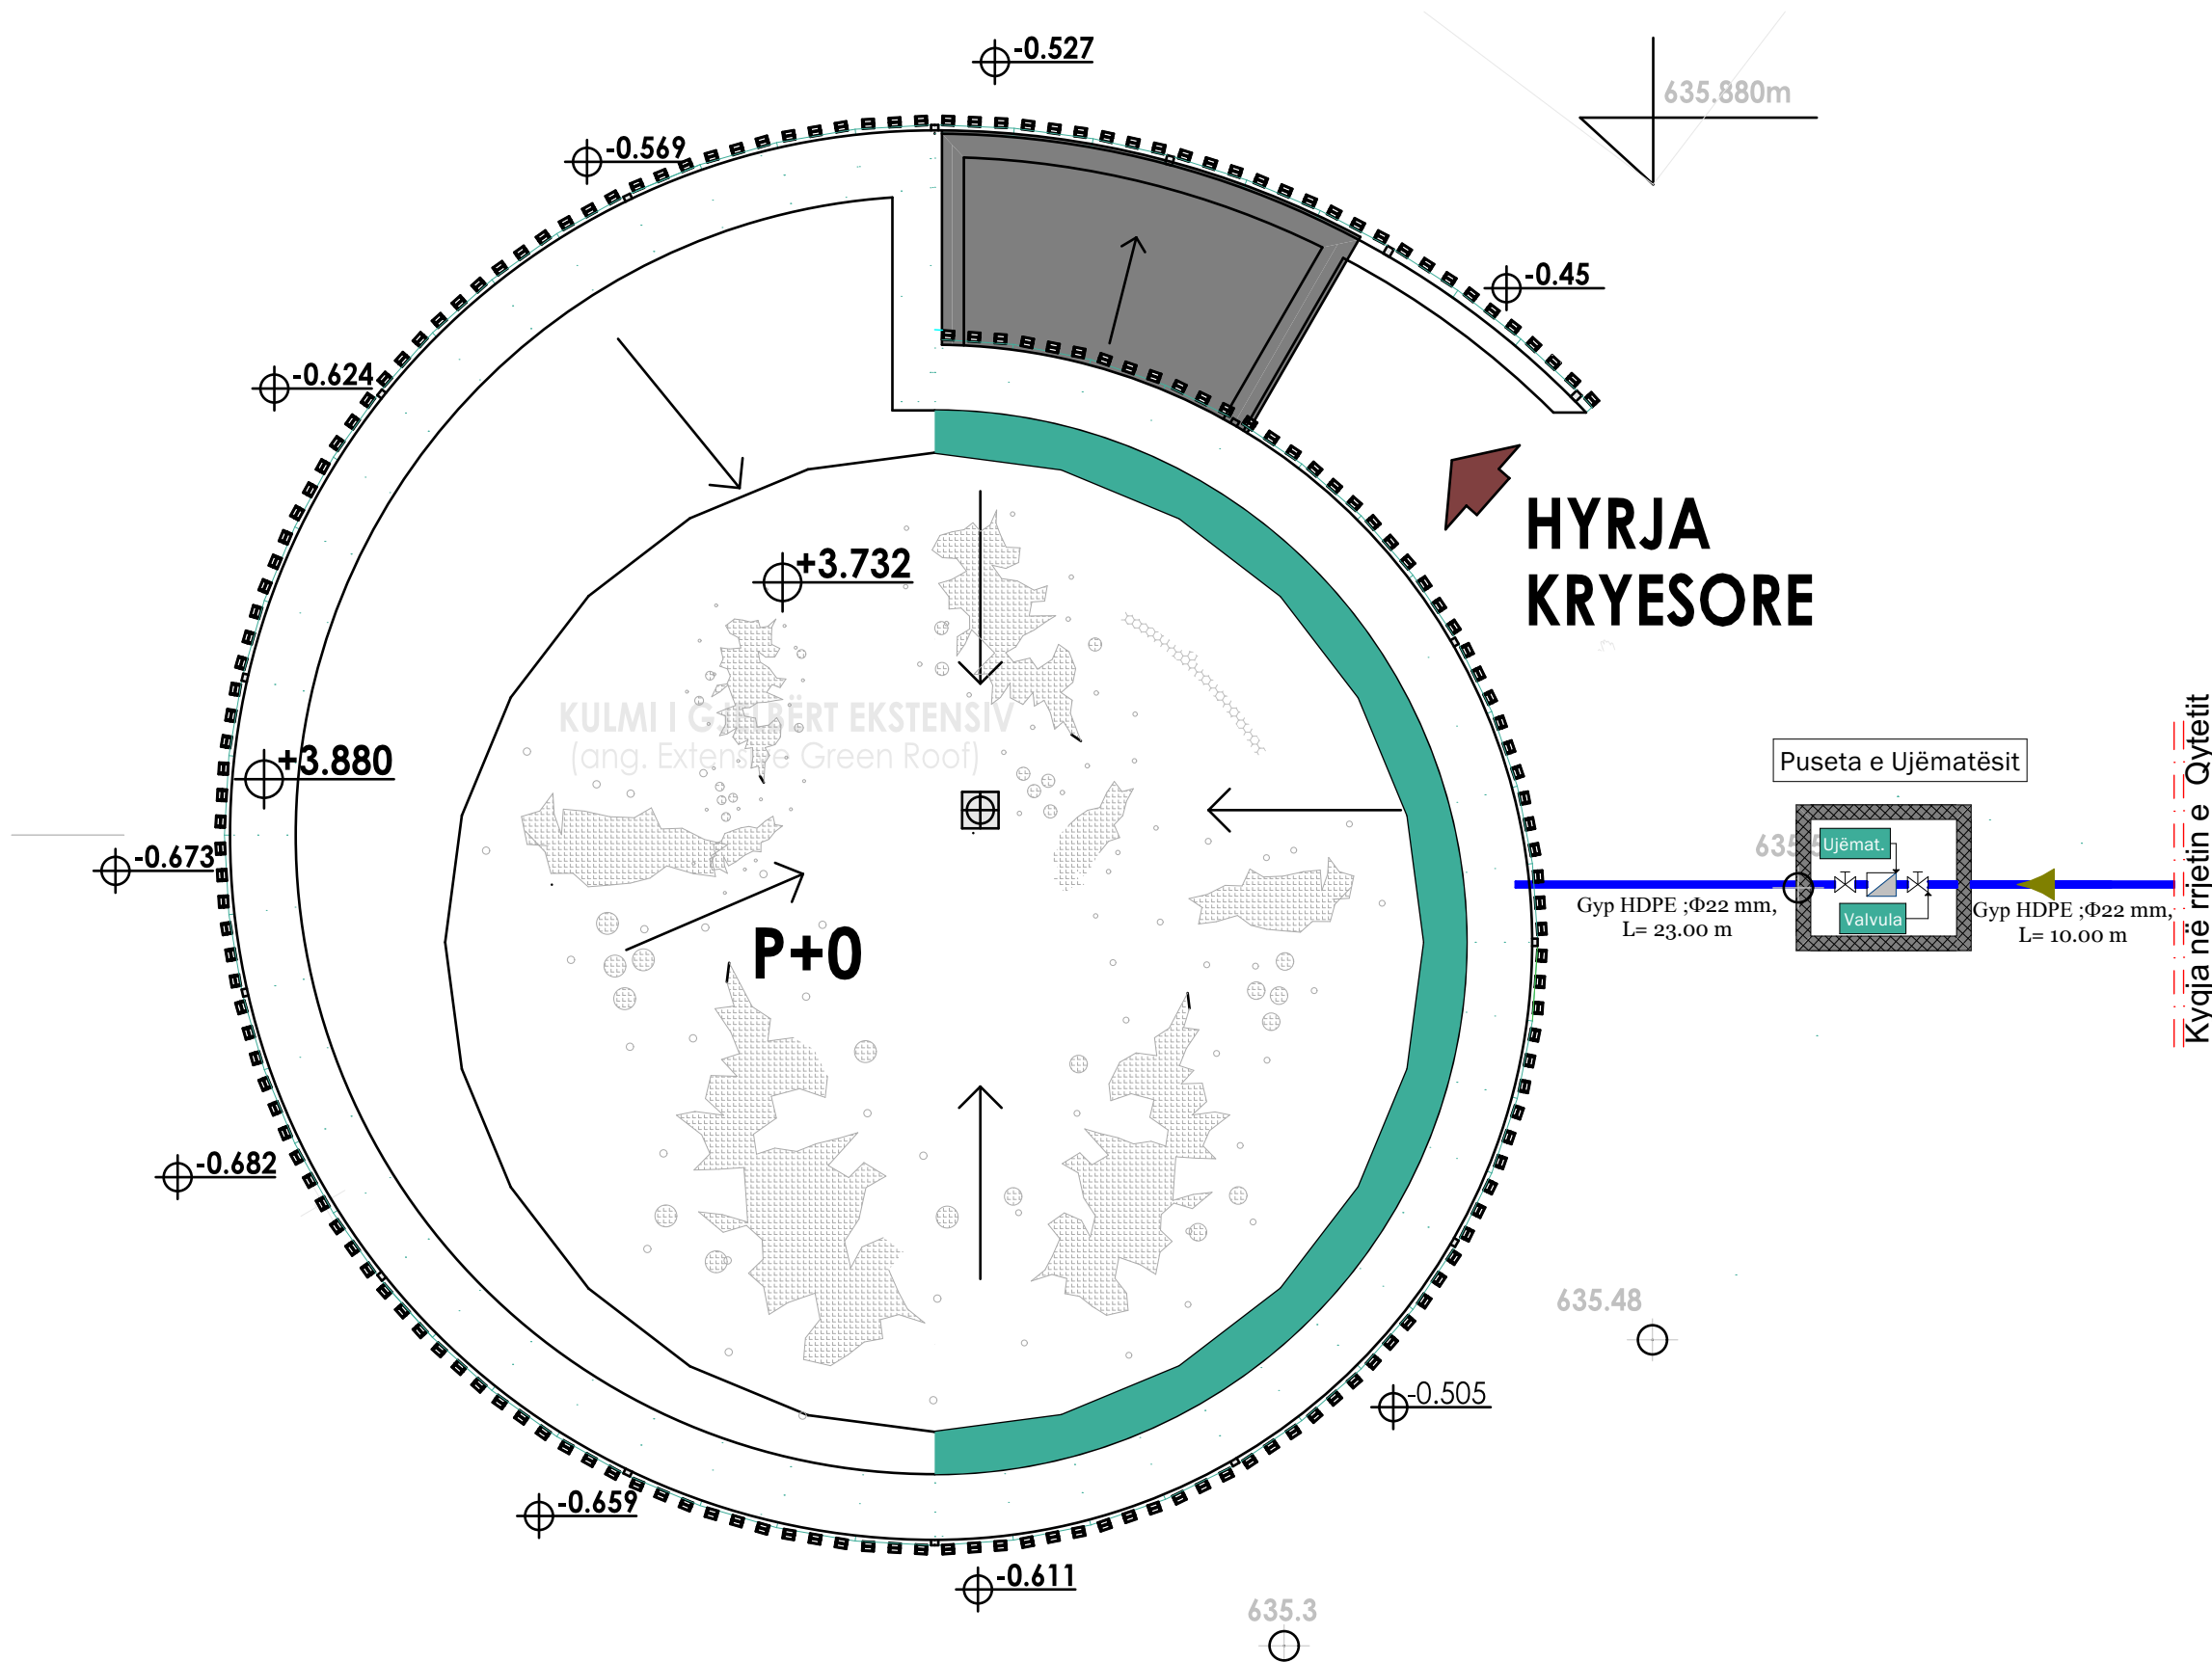 -0.527
635.880m
-0.569
-0.45
-0.624
HYRJA
KRYESORE
+3.732
KULMI I GJELBËRT EKSTENSIV
(ang. Extensive Green Roof)
+3.880
Puseta e Ujëmatësit
Kyqja në rrjetin e Qytetit
Ujëmat.
-0.673
Gyp HDPE ;Φ22 mm,
L= 23.00 m
Valvula
Gyp HDPE ;Φ22 mm,
L= 10.00 m
P+0
-0.682
635.48
-0.505
-0.659
-0.611
635.3